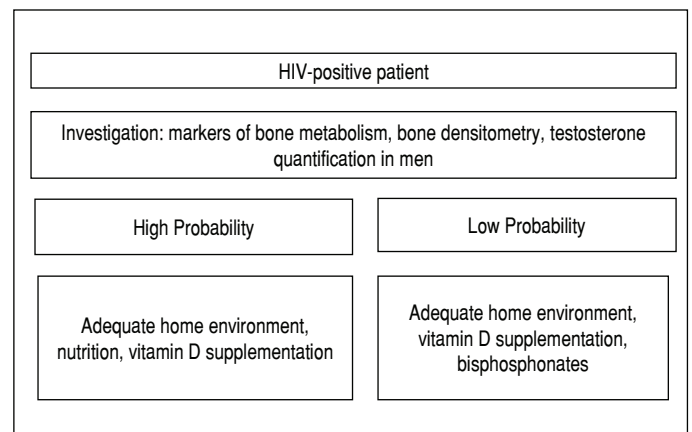 HIV-positive patient
Investigation: markers of bone metabolism, bone densitometry, testosterone
quantification in men
High Probability
Low Probability
Adequate home environment,
nutrition, vitamin D supplementation
Adequate home environment,
vitamin D supplementation,
bisphosphonates